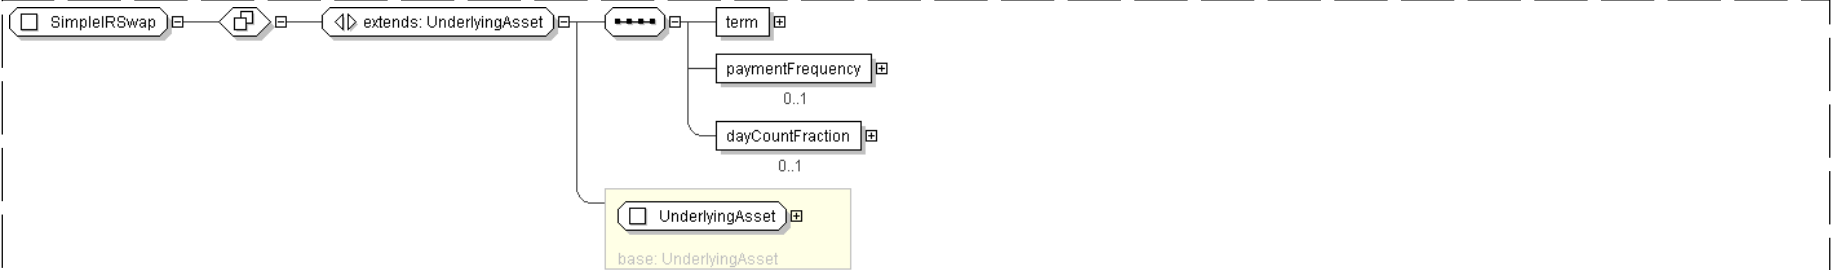 SimpleIRSwap
extends: UnderlyingAsset
term
paymentFrequency
0..1
dayCountFraction
0..1
UnderlyingAsset
base: UnderlyingAsset